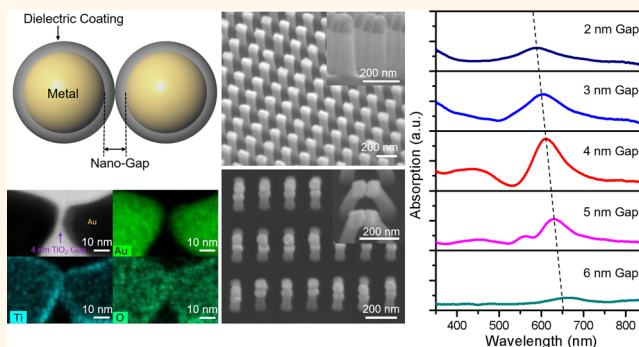 Dielectric Coating
Metal
Nano-Gap
Au
4 nm TiO₂ Gap
10 nm
Au
10 nm
Ti
10 nm
O
10 nm
200 nm
200 nm
200 nm
200 nm
Absorption (a.u.)
2 nm Gap
3 nm Gap
4 nm Gap
5 nm Gap
6 nm Gap
400 500 600 700 800
Wavelength (nm)